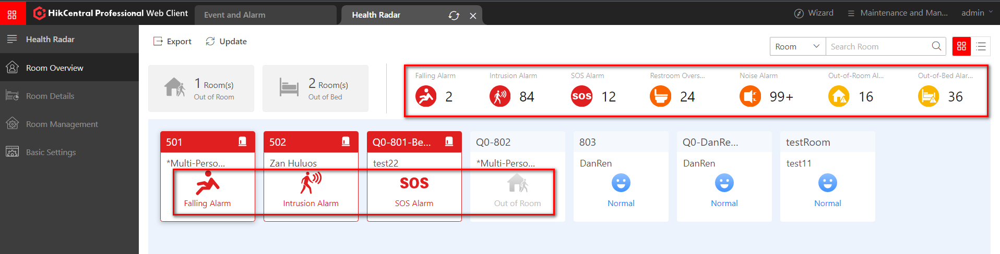 HikCentral Professional Web Client
Event and Alarm
Health Radar
Wizard
Maintenance and Man...
admin
Health Radar
Room Overview
Room Details
Room Management
Basic Settings
Export
Update
Room
Search Room
1 Room(s)
Out of Room
2 Room(s)
Out of Bed
Falling Alarm
2
Intrusion Alarm
84
SOS Alarm
SOS
12
Restroom Overs...
24
Noise Alarm
99+
Out-of-Room Al...
16
Out-of-Bed Alar...
36
501
*Multi-Perso...
Falling Alarm
502
Zan Huluos
Intrusion Alarm
Q0-801-Be...
test22
SOS
SOS Alarm
Q0-802
*Multi-Perso...
Out of Room
803
DanRen
Normal
Q0-DanRe...
DanRen
Normal
testRoom
test11
Normal